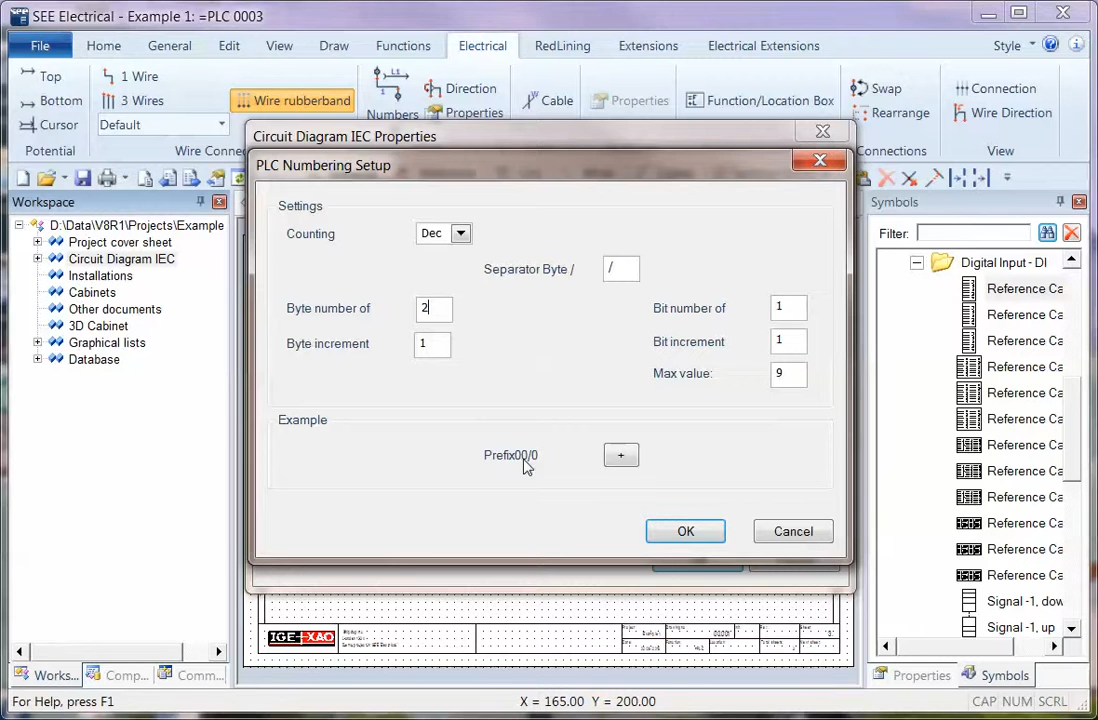 SEE Electrical - Example 1: =PLC 0003
File Home General Edit View Draw Functions Electrical RedLining Extensions Electrical Extensions Style
Top 1 Wire Direction Swap Connection
Bottom 3 Wires Wire rubberband L1 Cable Properties Function/Location Box Rearrange Wire Direction
Cursor Default Numbers Properties
Potential Wire Connec onnections View
Workspace
D:\Data\V8R1\Projects\Example
Project cover sheet
Circuit Diagram IEC
Installations
Cabinets
Other documents
3D Cabinet
Graphical lists
Database
Works... Comp... Comm...
Circuit Diagram IEC Properties
PLC Numbering Setup
Settings
Counting Dec
Separator Byte / /
Byte number of 2 Bit number of 1
Byte increment 1 Bit increment 1
Max value: 9
Example
Prefix00/0 +
OK Cancel
IGE+XAO
Symbols
Filter:
Digital Input - DI
Reference Ca
Reference Ca
Reference Ca
Reference Ca
Reference Ca
Reference Ca
Reference Ca
Reference Ca
Reference Ca
Reference Ca
Reference Ca
Reference Ca
Signal -1, dow
Signal -1, up
Properties Symbols
For Help, press F1 X = 165.00 Y = 200.00 CAP NUM SCRL